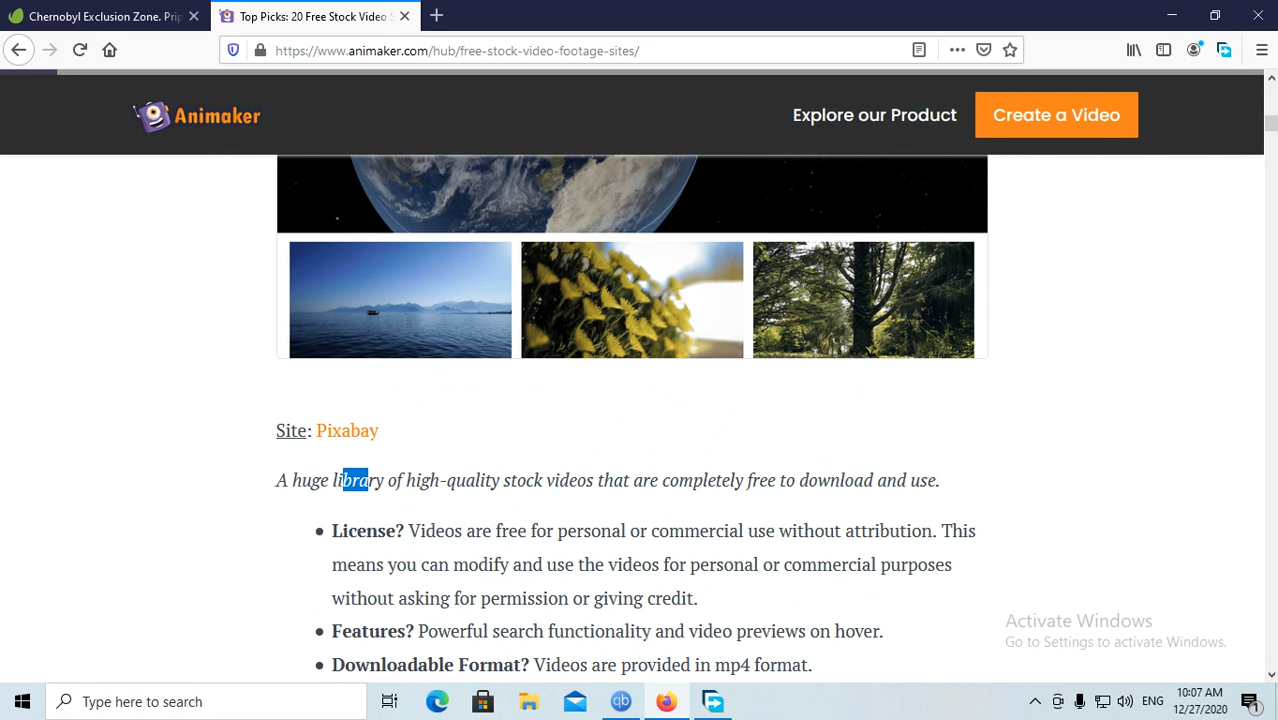 Chernobyl Exclusion Zone. Prip
Top Picks: 20 Free Stock Video S
https://www.animaker.com/hub/free-stock-video-footage-sites/
Animaker
Explore our Product
Create a Video
Site: Pixabay
A huge library of high-quality stock videos that are completely free to download and use.
License? Videos are free for personal or commercial use without attribution. This
means you can modify and use the videos for personal or commercial purposes
without asking for permission or giving credit.
Features? Powerful search functionality and video previews on hover.
Downloadable Format? Videos are provided in mp4 format.
Activate Windows
Go to Settings to activate Windows.
Type here to search
qb
ENG
10:07 AM
12/27/2020
1